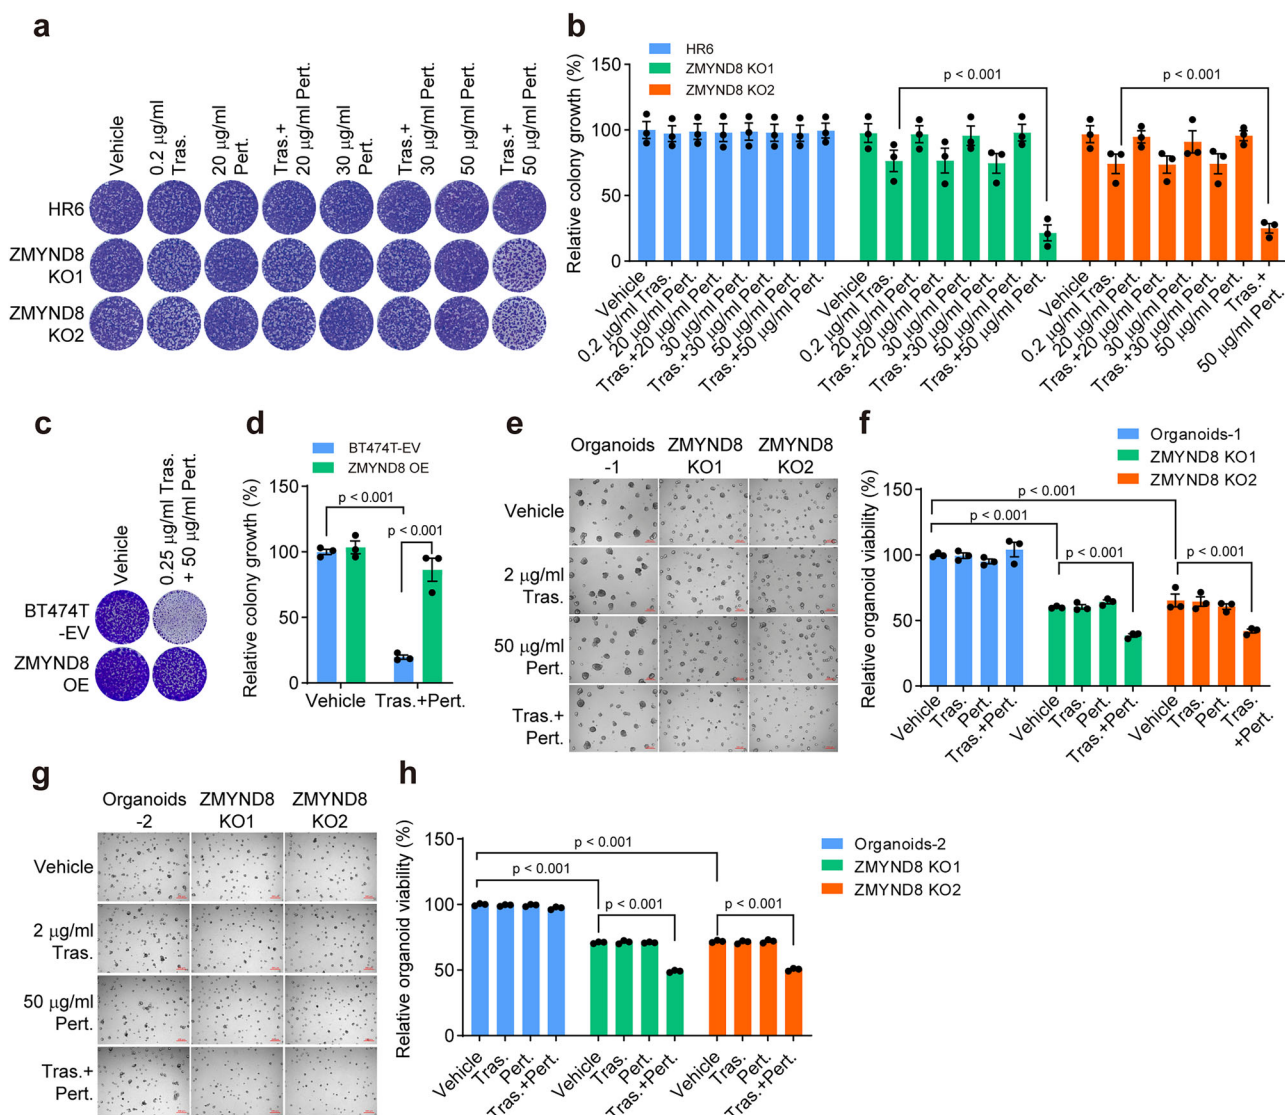 a
Vehicle
0.2 μg/ml
Tras.
20 μg/ml
Pert.
Tras.+
20 μg/ml Pert.
30 μg/ml
Pert.
Tras.+
30 μg/ml Pert.
50 μg/ml Pert.
Tras.+
50 μg/ml Pert.
HR6
ZMYND8
KO1
ZMYND8
KO2
b
HR6
ZMYND8 KO1
ZMYND8 KO2
Relative colony growth (%)
150
100
50
0
p < 0.001
p < 0.001
Vehicle
0.2 μg/ml Tras.
20 μg/ml Pert.
Tras.+20 μg/ml Pert.
30 μg/ml Pert.
Tras.+30 μg/ml Pert.
50 μg/ml Pert.
Tras.+50 μg/ml Pert.
Vehicle
0.2 μg/ml Tras.
20 μg/ml Pert.
Tras.+20 μg/ml Pert.
30 μg/ml Pert.
Tras.+30 μg/ml Pert.
50 μg/ml Pert.
Tras.+50 μg/ml Pert.
Vehicle
0.2 μg/ml Tras.
20 μg/ml Pert.
Tras.+20 μg/ml Pert.
30 μg/ml Pert.
Tras.+30 μg/ml Pert.
50 μg/ml Pert.
Tras.+
50 μg/ml Pert.
c
Vehicle
0.25 μg/ml Tras.
+ 50 μg/ml Pert.
BT474T
-EV
ZMYND8
OE
d
BT474T-EV
ZMYND8 OE
Relative colony growth (%)
150
100
50
0
p < 0.001
p < 0.001
Vehicle
Tras.+Pert.
e
Organoids
-1
ZMYND8
KO1
ZMYND8
KO2
Vehicle
2 μg/ml
Tras.
50 μg/ml
Pert.
Tras.+
Pert.
f
Organoids-1
ZMYND8 KO1
ZMYND8 KO2
Relative organoid viability (%)
150
100
50
0
p < 0.001
p < 0.001
p < 0.001
p < 0.001
Vehicle
Tras.
Pert.
Tras.+Pert.
Vehicle
Tras.
Pert.
Tras.+Pert.
Vehicle
Tras.
Pert.
Tras.
+Pert.
g
Organoids
-2
ZMYND8
KO1
ZMYND8
KO2
Vehicle
2 μg/ml
Tras.
50 μg/ml
Pert.
Tras.+
Pert.
h
Organoids-2
ZMYND8 KO1
ZMYND8 KO2
Relative organoid viability (%)
150
100
50
0
p < 0.001
p < 0.001
p < 0.001
p < 0.001
Vehicle
Tras.
Pert.
Tras.+Pert.
Vehicle
Tras.
Pert.
Tras.+Pert.
Vehicle
Tras.
Pert.
Tras.+Pert.